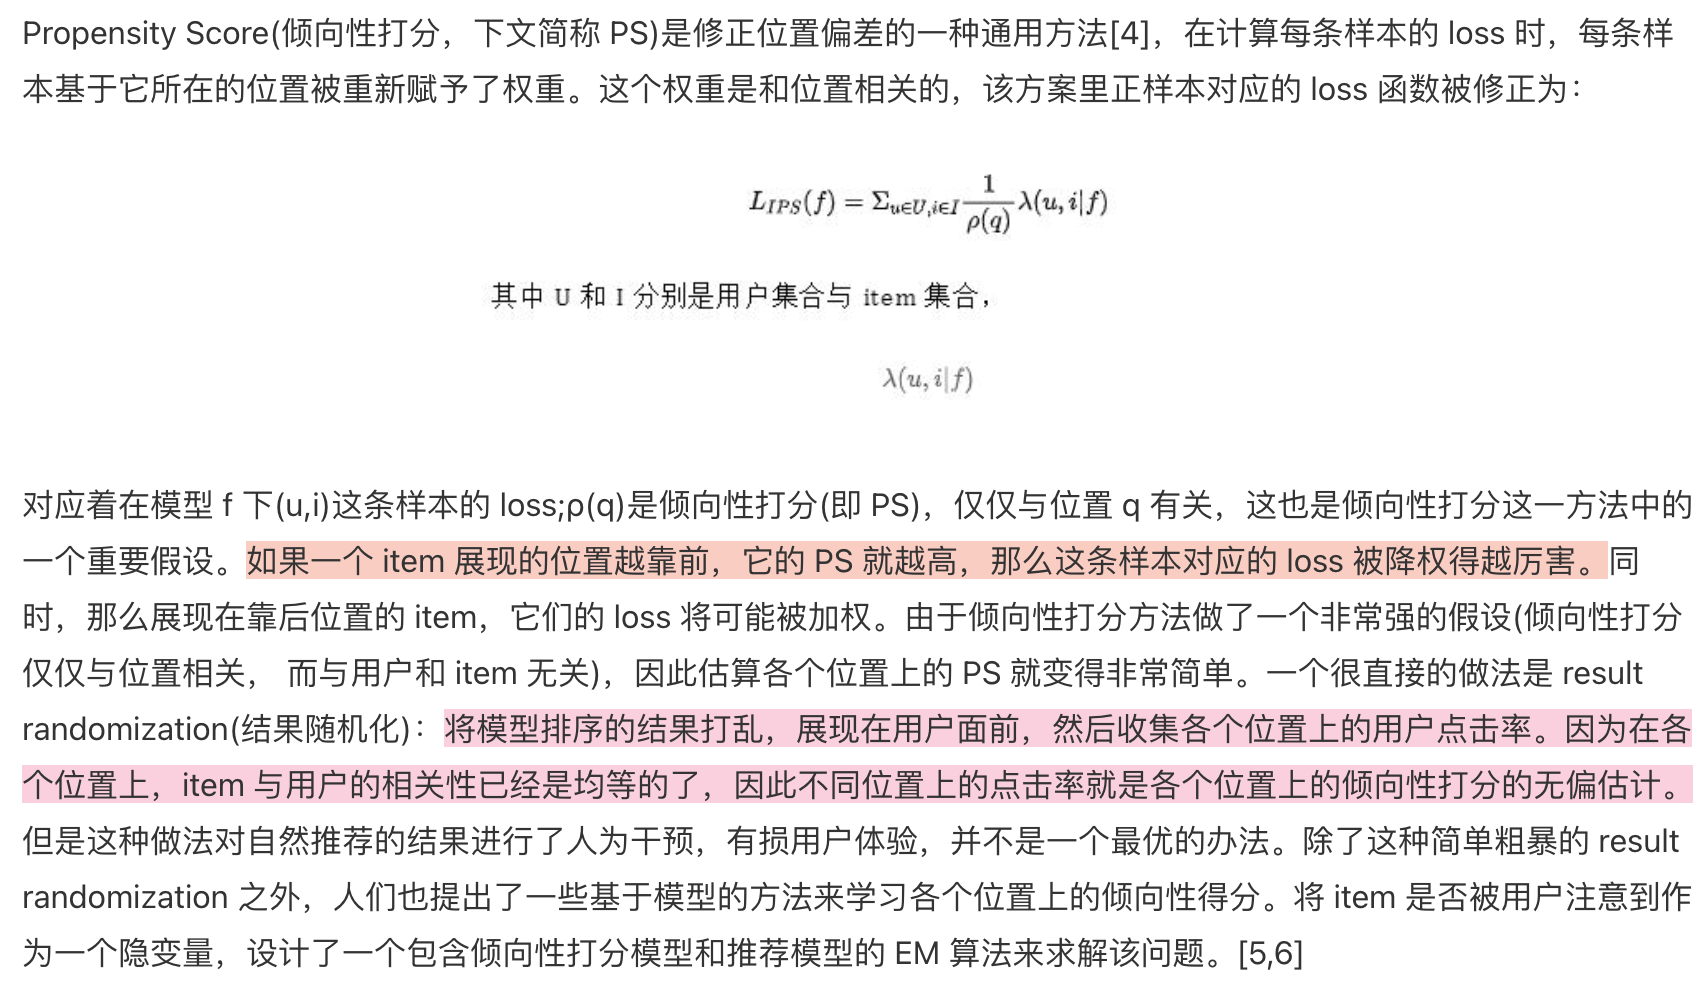 Propensity Score(倾向性打分，下文简称 PS)是修正位置偏差的一种通用方法[4]，在计算每条样本的 loss 时，每条样
本基于它所在的位置被重新赋予了权重。这个权重是和位置相关的，该方案里正样本对应的 loss 函数被修正为：
L_{IPS}(f) = Σ_{u∈U,i∈I} \frac{1}{ρ(q)} λ(u, i|f)
其中 U 和 I 分别是用户集合与 item 集合，
λ(u, i|f)
对应着在模型 f 下(u,i)这条样本的 loss;ρ(q)是倾向性打分(即 PS)，仅仅与位置 q 有关，这也是倾向性打分这一方法中的
一个重要假设。如果一个 item 展现的位置越靠前，它的 PS 就越高，那么这条样本对应的 loss 被降权得越厉害。同
时，那么展现在靠后位置的 item，它们的 loss 将可能被加权。由于倾向性打分方法做了一个非常强的假设(倾向性打分
仅仅与位置相关， 而与用户和 item 无关)，因此估算各个位置上的 PS 就变得非常简单。一个很直接的做法是 result
randomization(结果随机化)：将模型排序的结果打乱，展现在用户面前，然后收集各个位置上的用户点击率。因为在各
个位置上，item 与用户的相关性已经是均等的了，因此不同位置上的点击率就是各个位置上的倾向性打分的无偏估计。
但是这种做法对自然推荐的结果进行了人为干预，有损用户体验，并不是一个最优的办法。除了这种简单粗暴的 result
randomization 之外，人们也提出了一些基于模型的方法来学习各个位置上的倾向性得分。将 item 是否被用户注意到作
为一个隐变量，设计了一个包含倾向性打分模型和推荐模型的 EM 算法来求解该问题。[5,6]